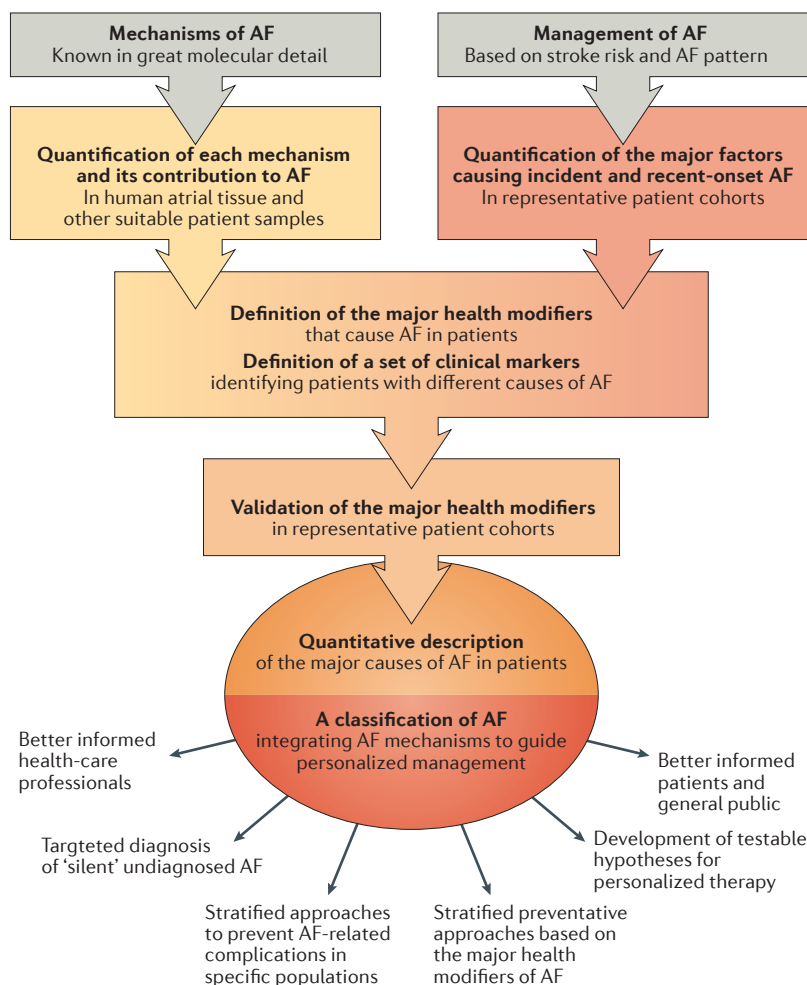 Mechanisms of AF
Known in great molecular detail
Management of AF
Based on stroke risk and AF pattern
Quantification of each mechanism
and its contribution to AF
In human atrial tissue and
other suitable patient samples
Quantification of the major factors
causing incident and recent-onset AF
In representative patient cohorts
Definition of the major health modifiers
that cause AF in patients
Definition of a set of clinical markers
identifying patients with different causes of AF
Validation of the major health modifiers
in representative patient cohorts
Quantitative description
of the major causes of AF in patients
A classification of AF
integrating AF mechanisms to guide
personalized management
Better informed
health-care
professionals
Targteted diagnosis
of ‘silent’ undiagnosed AF
Stratified approaches
to prevent AF-related
complications in
specific populations
Stratified preventative
approaches based on
the major health
modifiers of AF
Development of testable
hypotheses for
personalized therapy
Better informed
patients and
general public